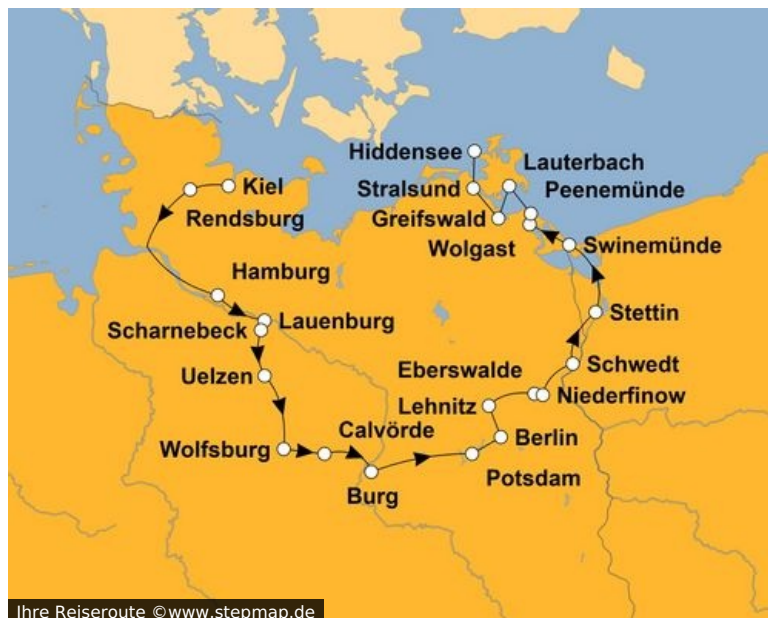 Hiddensee
Lauterbach
Kiel
Stralsund
Peenemünde
Rendsburg
Greifswald
Wolgast
Swinemünde
Hamburg
Lauenburg
Stettin
Scharnebeck
Eberswalde
Schwedt
Uelzen
Niederfinow
Lehnitz
Calvörde
Berlin
Wolfsburg
Potsdam
Burg
Ihre Reiseroute ©www.stepmap.de